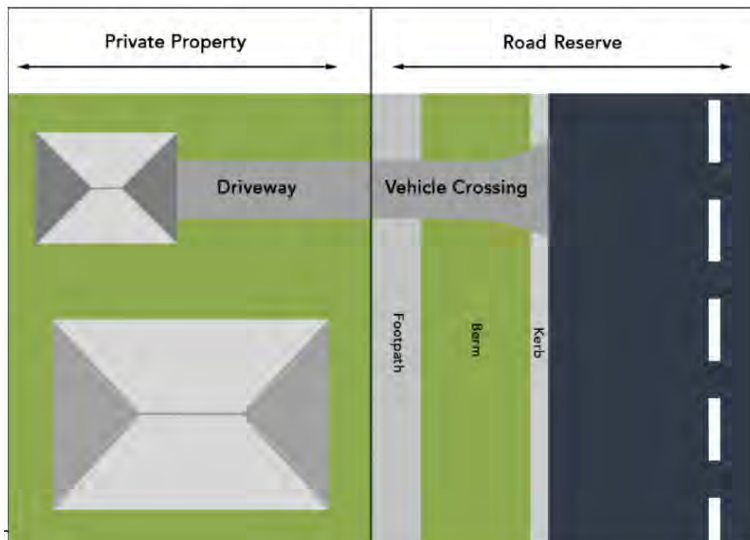 Private Property
Road Reserve
Driveway
Vehicle Crossing
Footpath
Berm
Kerb